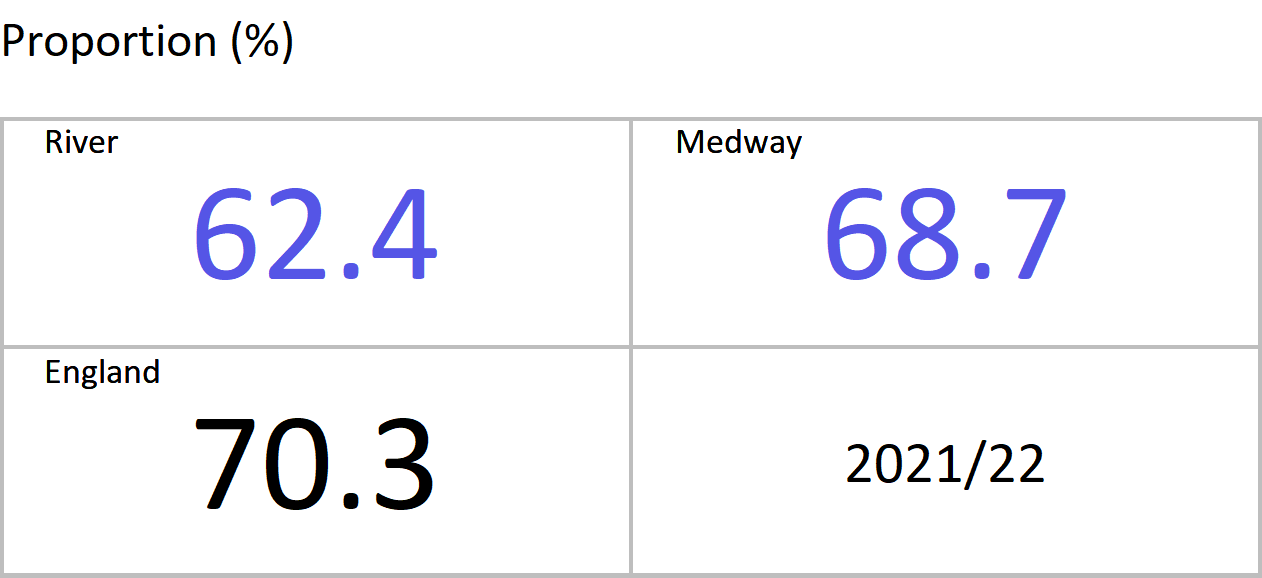 Proportion (%)
River
62.4
Medway
68.7
England
70.3
2021/22